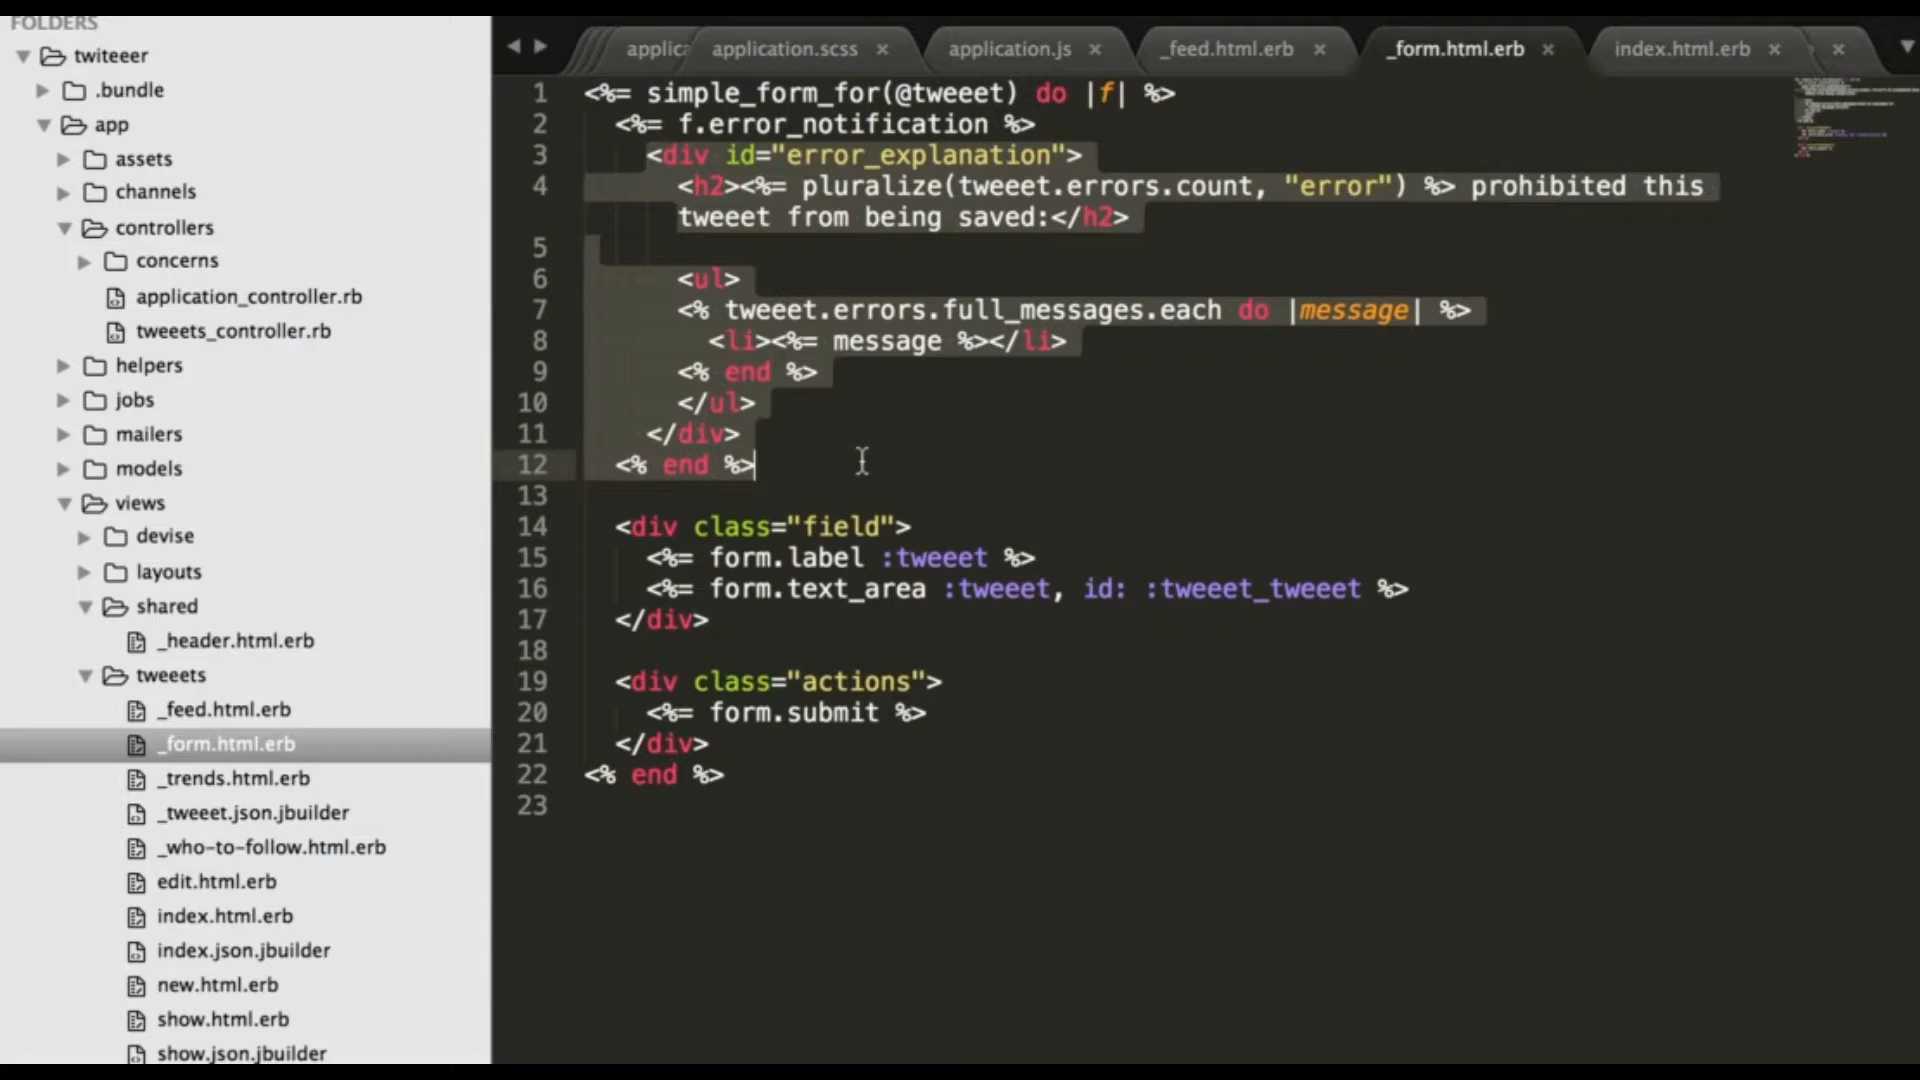 FOLDERS
twiteeer
.bundle
app
assets
channels
controllers
concerns
application_controller.rb
tweeets_controller.rb
helpers
jobs
mailers
models
views
devise
layouts
shared
_header.html.erb
tweeets
_feed.html.erb
_form.html.erb
_trends.html.erb
_tweeet.json.jbuilder
_who-to-follow.html.erb
edit.html.erb
index.html.erb
index.json.jbuilder
new.html.erb
show.html.erb
show.json.jbuilder
applica application.scss × application.js × _feed.html.erb × _form.html.erb × index.html.erb × ×
1 <%= simple_form_for(@tweeet) do |f| %>
2 <%= f.error_notification %>
3 <div id="error_explanation">
4 <h2><%= pluralize(tweeet.errors.count, "error") %> prohibited this
tweeet from being saved:</h2>
5
6 <ul>
7 <% tweeet.errors.full_messages.each do |message| %>
8 <li><%= message %></li>
9 <% end %>
10 </ul>
11 </div>
12 <% end %>
13
14 <div class="field">
15 <%= form.label :tweeet %>
16 <%= form.text_area :tweeet, id: :tweeet_tweeet %>
17 </div>
18
19 <div class="actions">
20 <%= form.submit %>
21 </div>
22 <% end %>
23